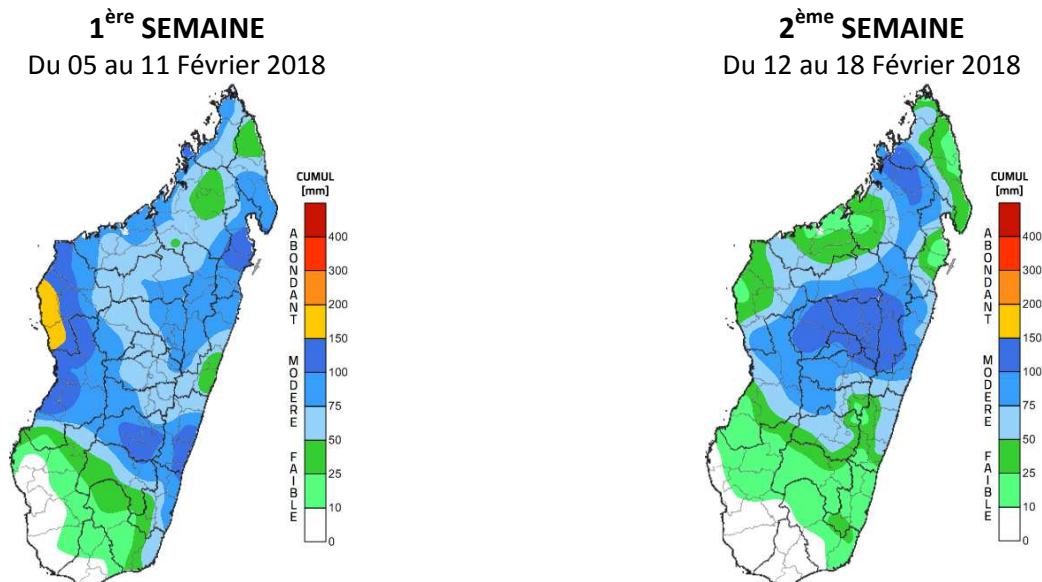 1ère SEMAINE
Du 05 au 11 Février 2018
CUMUL
[mm]
400
300
200
150
100
75
50
25
10
0
ABONDANT
MODERE
FAIBLE
2ème SEMAINE
Du 12 au 18 Février 2018
CUMUL
[mm]
400
300
200
150
100
75
50
25
10
0
ABONDANT
MODERE
FAIBLE